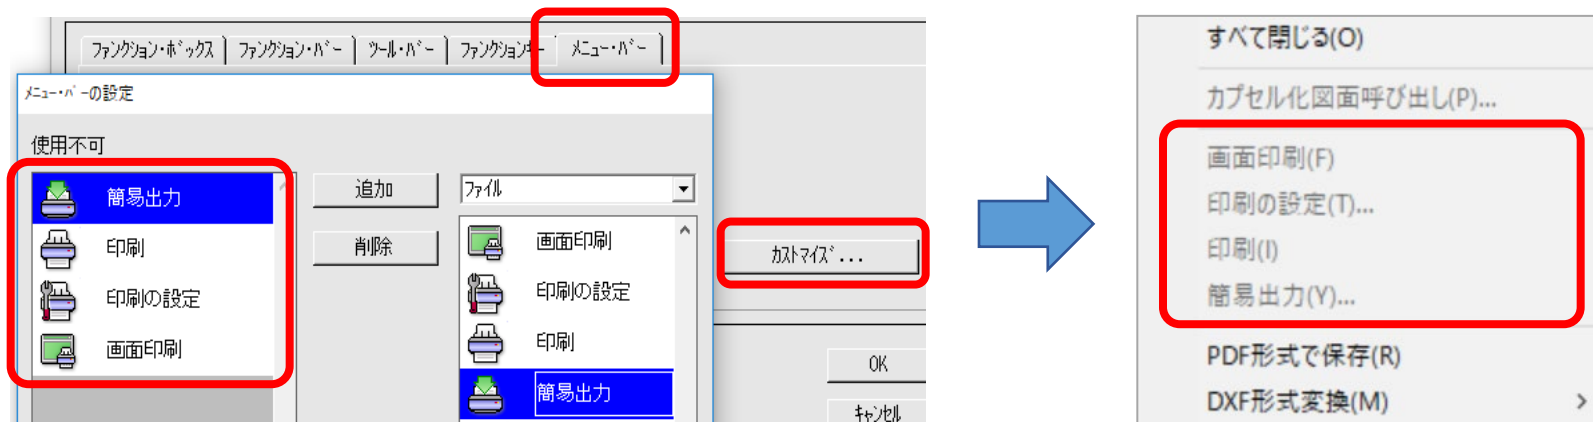 ファンクション・ボックス ファンクション・バー ツール・バー ファンクションキー メニュー・バー
メニュー・バーの設定
使用不可
簡易出力
印刷
印刷の設定
画面印刷
追加
削除
ファイル
画面印刷
印刷の設定
印刷
簡易出力
カスタマイズ...
OK
キャンセル
すべて閉じる(O)
カプセル化図面呼び出し(P)...
画面印刷(F)
印刷の設定(T)...
印刷(I)
簡易出力(Y)...
PDF形式で保存(R)
DXF形式変換(M)